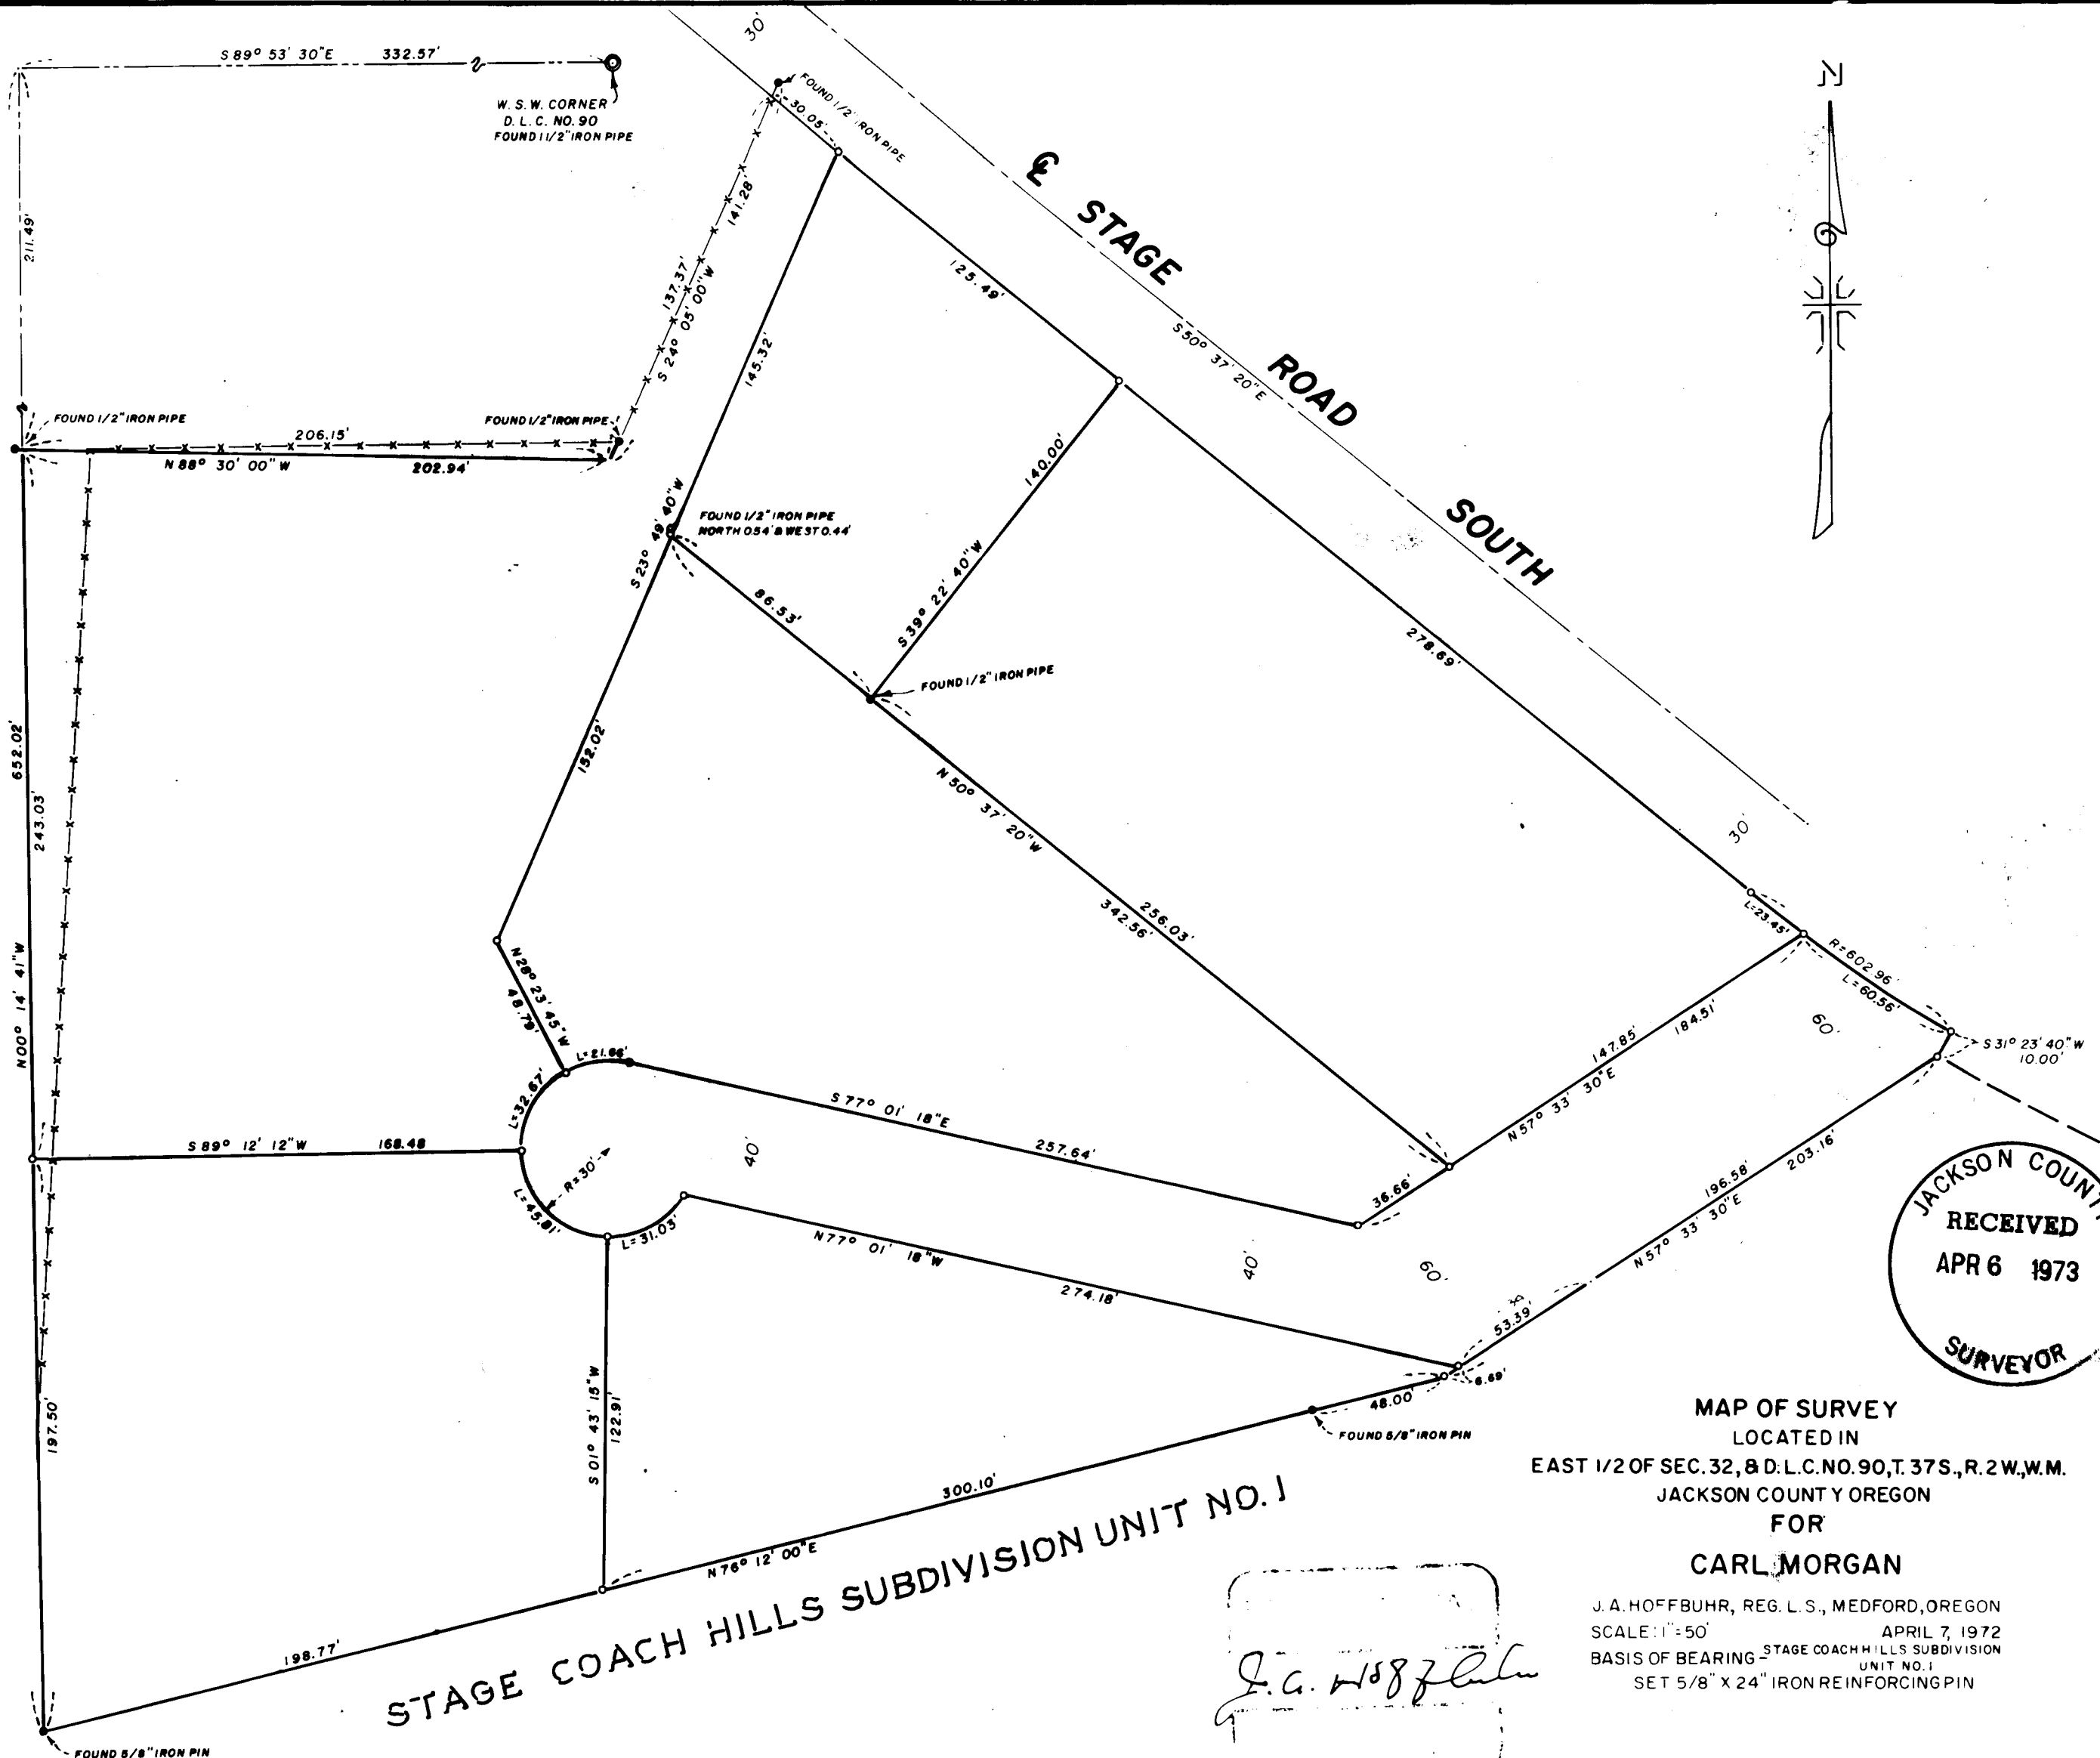 S 89° 53' 30" E 332.57'
W. S. W. CORNER
D. L. C. NO. 90
FOUND 1 1/2" IRON PIPE
211.49'
30'
FOUND 1/2" IRON PIPE
30.05'
141.28'
137.37'
S 24° 05' 00" W
145.32'
125.49'
℄ STAGE ROAD SOUTH
S 50° 37' 20" E
N
FOUND 1/2" IRON PIPE
FOUND 1/2" IRON PIPE
206.15'
N 88° 30' 00" W 202.94'
S 23° 49' 40" W
FOUND 1/2" IRON PIPE
NORTH 0.54' & WEST 0.44'
140.00'
S 39° 22' 40" W
86.53'
FOUND 1/2" IRON PIPE
278.69'
152.02'
652.02'
243.03'
N 00° 14' 41" W
N 50° 37' 20" W
256.03'
342.56'
30'
L=23.45'
R=602.96'
L=60.56'
60'
S 31° 23' 40" W
10.00'
N 28° 23' 45" W
48.79'
L=21.66'
L=32.67'
R=30'
L=45.81'
L=31.03'
S 89° 12' 12" W 168.48
S 77° 01' 18" E
257.64'
40'
147.85'
184.51'
N 57° 33' 30" E
36.66'
N 77° 01' 18" W
274.18'
40'
60'
196.58'
203.16'
N 57° 33' 30" E
53.39'
6.69'
48.00'
FOUND 5/8" IRON PIN
S 01° 43' 15" W
122.91'
197.50'
300.10'
N 76° 12' 00" E
198.77'
FOUND 5/8" IRON PIN
STAGE COACH HILLS SUBDIVISION UNIT NO. 1
JACKSON COUNTY
RECEIVED
APR 6 1973
SURVEYOR
MAP OF SURVEY
LOCATED IN
EAST 1/2 OF SEC. 32, & D.L.C. NO. 90, T. 37 S., R. 2 W., W. M.
JACKSON COUNTY OREGON
FOR
CARL MORGAN
J. A. HOFFBUHR, REG. L. S., MEDFORD, OREGON
SCALE: 1" = 50' APRIL 7, 1972
BASIS OF BEARING - STAGE COACH HILLS SUBDIVISION
UNIT NO. 1
SET 5/8" X 24" IRON REINFORCING PIN